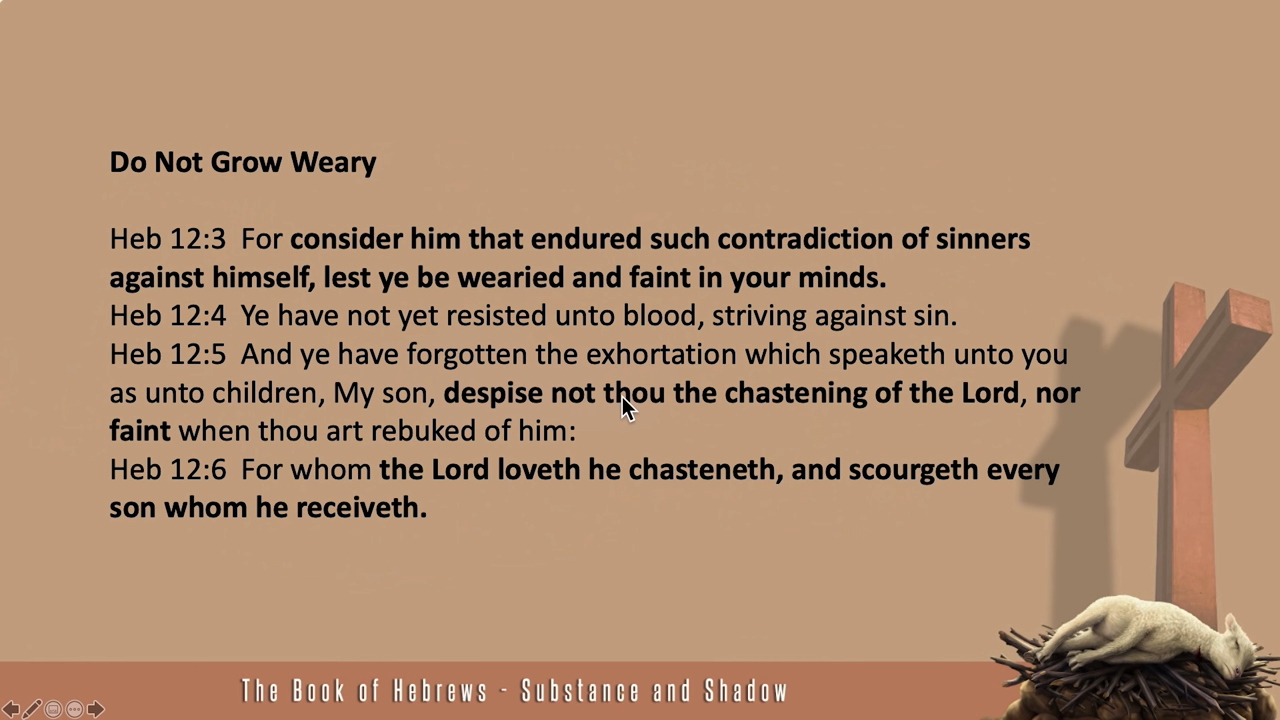 Do Not Grow Weary
Heb 12:3  For consider him that endured such contradiction of sinners
against himself, lest ye be wearied and faint in your minds.
Heb 12:4  Ye have not yet resisted unto blood, striving against sin.
Heb 12:5  And ye have forgotten the exhortation which speaketh unto you
as unto children, My son, despise not thou the chastening of the Lord, nor
faint when thou art rebuked of him:
Heb 12:6  For whom the Lord loveth he chasteneth, and scourgeth every
son whom he receiveth.
The Book of Hebrews - Substance and Shadow